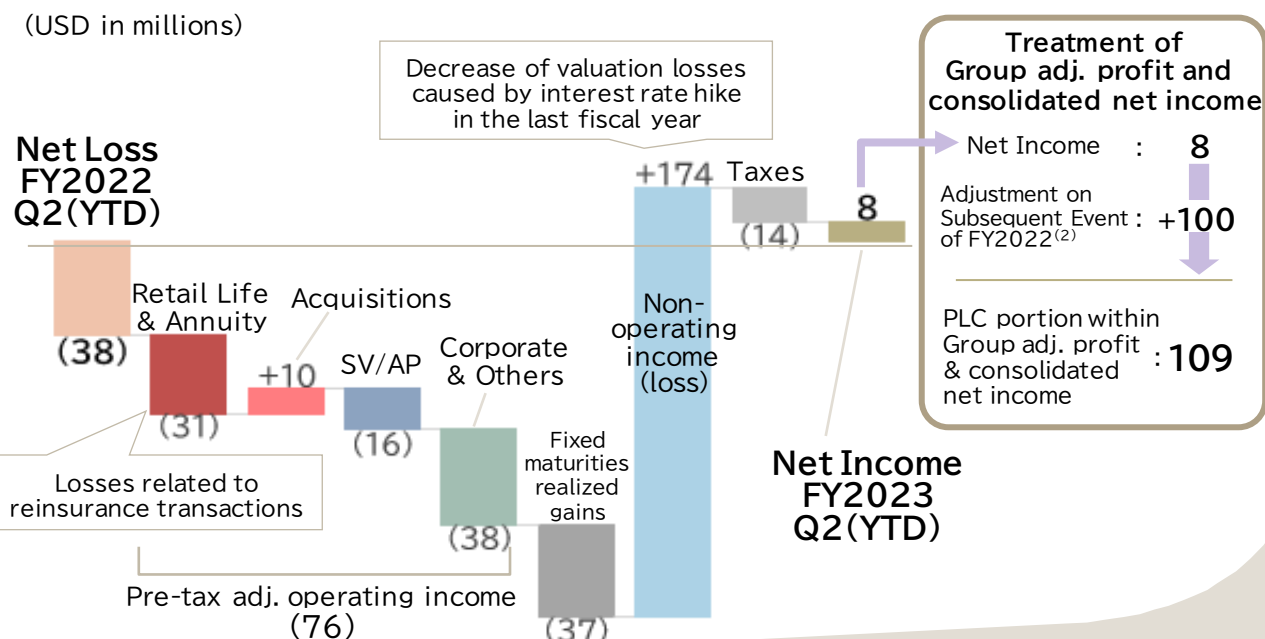 (USD in millions)
Decrease of valuation losses
caused by interest rate hike
in the last fiscal year
Net Loss
FY2022
Q2(YTD)
(38)
Retail Life
& Annuity
(31)
Losses related to
reinsurance transactions
Acquisitions
+10
SV/AP
(16)
Corporate
& Others
(38)
Pre-tax adj. operating income
(76)
Fixed
maturities
realized
gains
(37)
+174
Non-
operating
income
(loss)
Taxes
(14)
8
Net Income
FY2023
Q2(YTD)
Treatment of
Group adj. profit and
consolidated net income
Net Income : 8
Adjustment on
Subsequent Event : +100
of FY2022(2)
PLC portion within
Group adj. profit : 109
& consolidated
net income